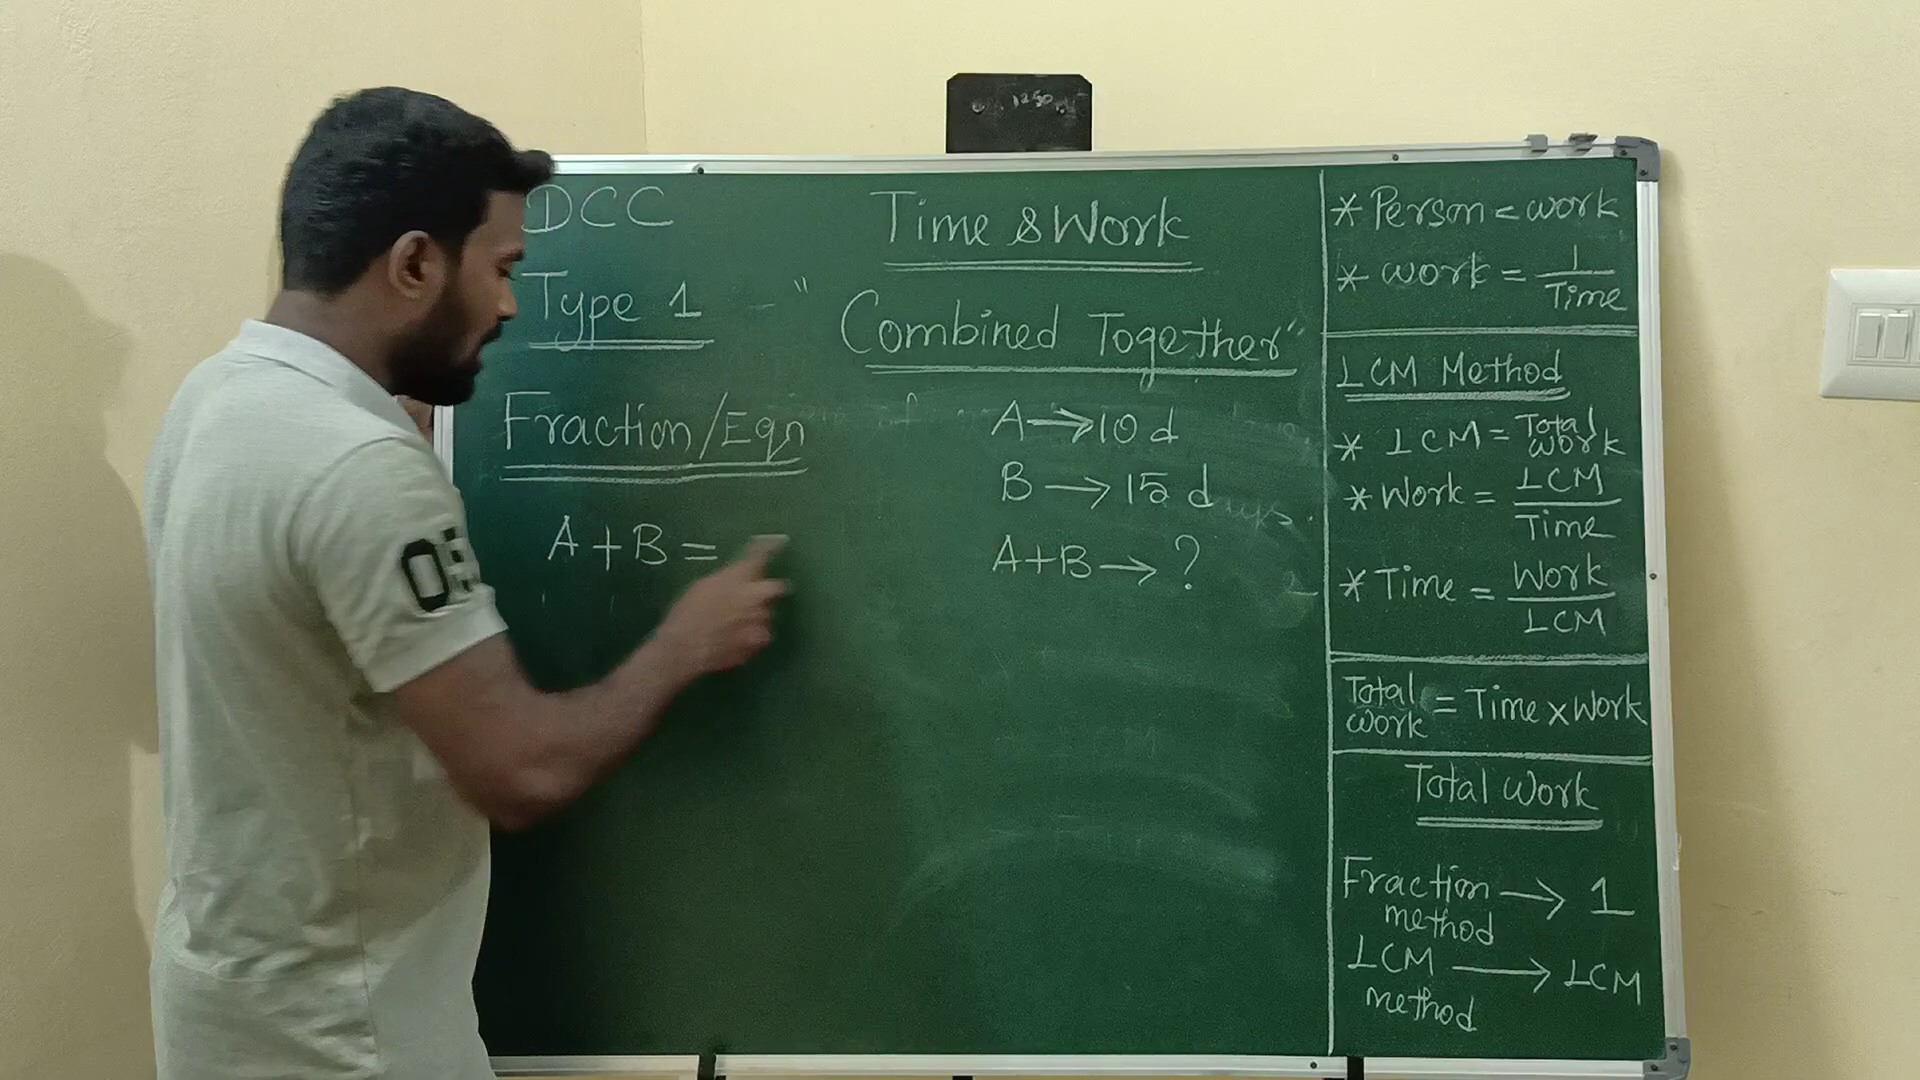 1250
DCC
Time & Work
Type 1 - "Combined Together"
Fraction/Eqn
A+B=
A→10 d
B→15 d
A+B→?
* Person = work
* work = 1/Time
LCM Method
* LCM = Total work
* Work = LCM/Time
* Time = Work/LCM
Total work = Time x Work
Total Work
Fraction method → 1
LCM method → LCM